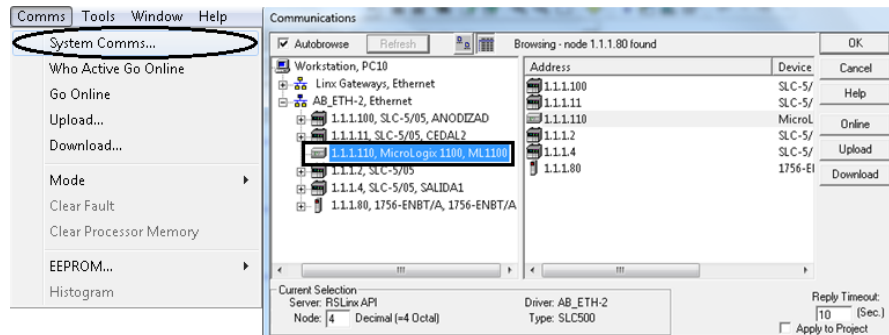 Comms Tools Window Help
System Comms...
Who Active Go Online
Go Online
Upload...
Download...
Mode
Clear Fault
Clear Processor Memory
EEPROM...
Histogram
Communications
Autobrowse Refresh Browsing - node 1.1.1.80 found
Workstation, PC10
Linx Gateways, Ethernet
AB_ETH-2, Ethernet
1.1.1.100, SLC-5/05, ANODIZAD
1.1.1.11, SLC-5/05, CEDAL2
1.1.1.110, MicroLogix 1100, ML1100
1.1.1.2, SLC-5/05
1.1.1.4, SLC-5/05, SALIDA1
1.1.1.80, 1756-ENBT/A, 1756-ENBT/A
Address Device
1.1.1.100 SLC-5/
1.1.1.11 SLC-5/
1.1.1.110 MicroL
1.1.1.2 SLC-5/
1.1.1.4 SLC-5/
1.1.1.80 1756-EI
OK
Cancel
Help
Online
Upload
Download
Current Selection
Server: RSLinx API Driver: AB_ETH-2
Node: 4 Decimal (=4 Octal) Type: SLC500
Reply Timeout:
10 (Sec.)
Apply to Project